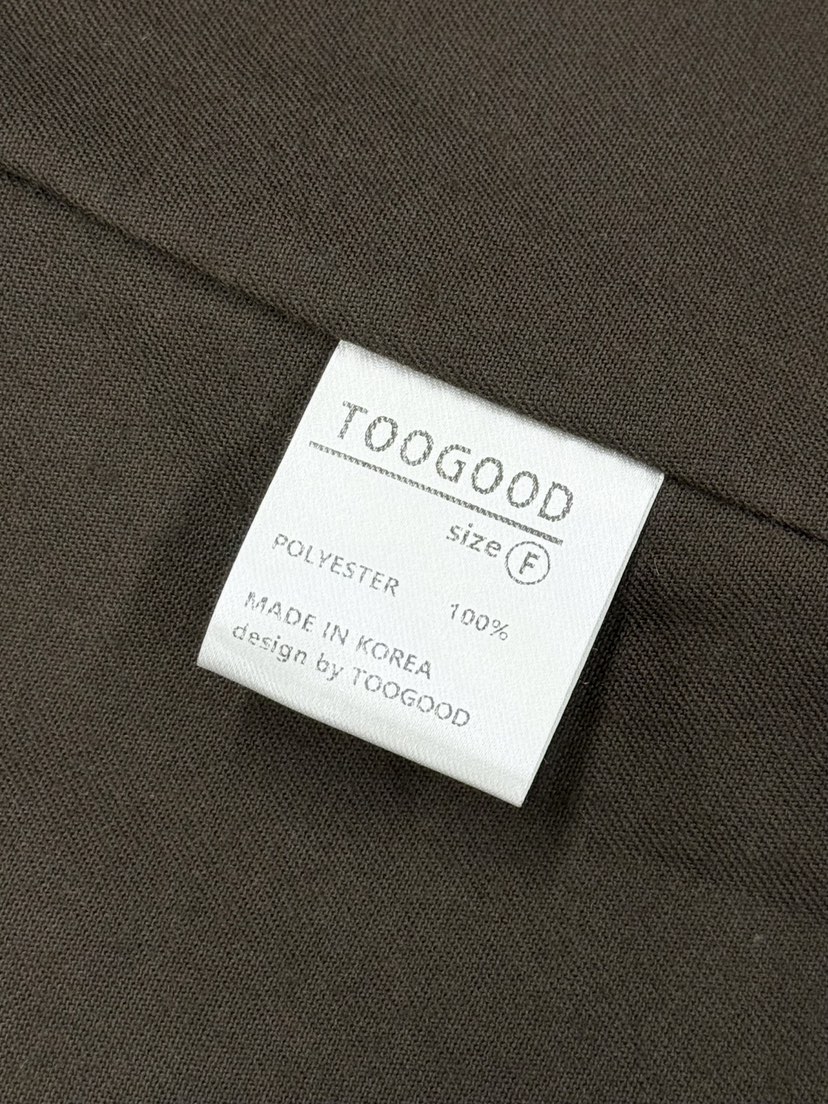 TOOGOOD
size F
POLYESTER 100%
MADE IN KOREA
design by TOOGOOD